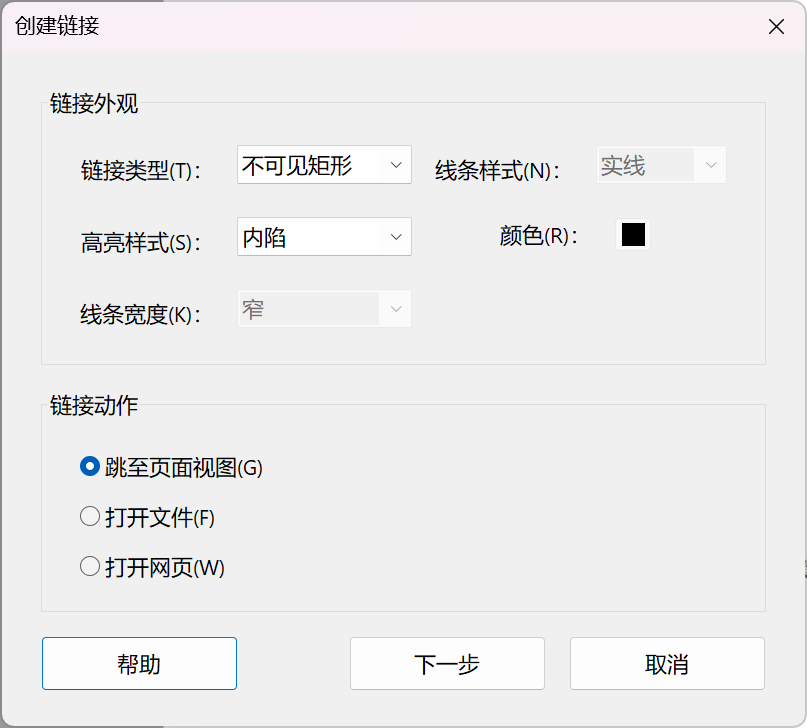 创建链接
链接外观
链接类型(T)： 不可见矩形 线条样式(N)： 实线
高亮样式(S)： 内陷 颜色(R)：
线条宽度(K)： 窄
链接动作
跳至页面视图(G)
打开文件(F)
打开网页(W)
帮助 下一步 取消